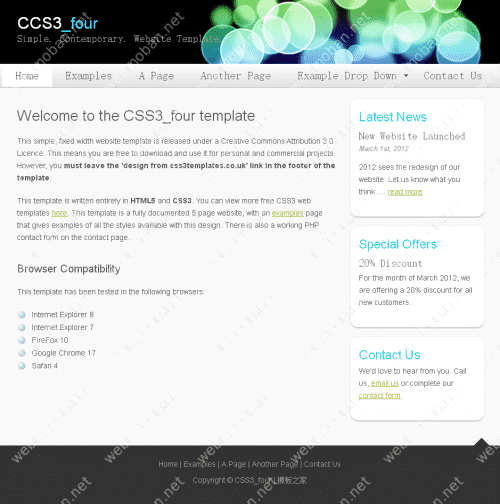 CCS3_four
Simple. Contemporary. Website Template
Home Examples A Page Another Page Example Drop Down Contact Us
Welcome to the CSS3_four template
This simple, fixed width website template is released under a Creative Commons Attribution 3.0
Licence. This means you are free to download and use it for personal and commercial projects.
However, you must leave the 'design from css3templates.co.uk' link in the footer of the
template.
This template is written entirely in HTML5 and CSS3. You can view more free CSS3 web
templates here. This template is a fully documented 5 page website, with an examples page
that gives examples of all the styles available with this design. There is also a working PHP
contact form on the contact page.
Browser Compatibility
This template has been tested in the following browsers:
Internet Explorer 8
Internet Explorer 7
FireFox 10
Google Chrome 17
Safari 4
Latest News
New Website Launched
March 1st, 2012
2012 sees the redesign of our
website. Let us know what you
think..... read more
Special Offers
20% Discount
For the month of March 2012, we
are offering a 20% discount for all
new customers.
Contact Us
We'd love to hear from you. Call
us, email us or complete our
contact form.
Home | Examples | A Page | Another Page | Contact Us
Copyright © CSS3_four | 模板之家